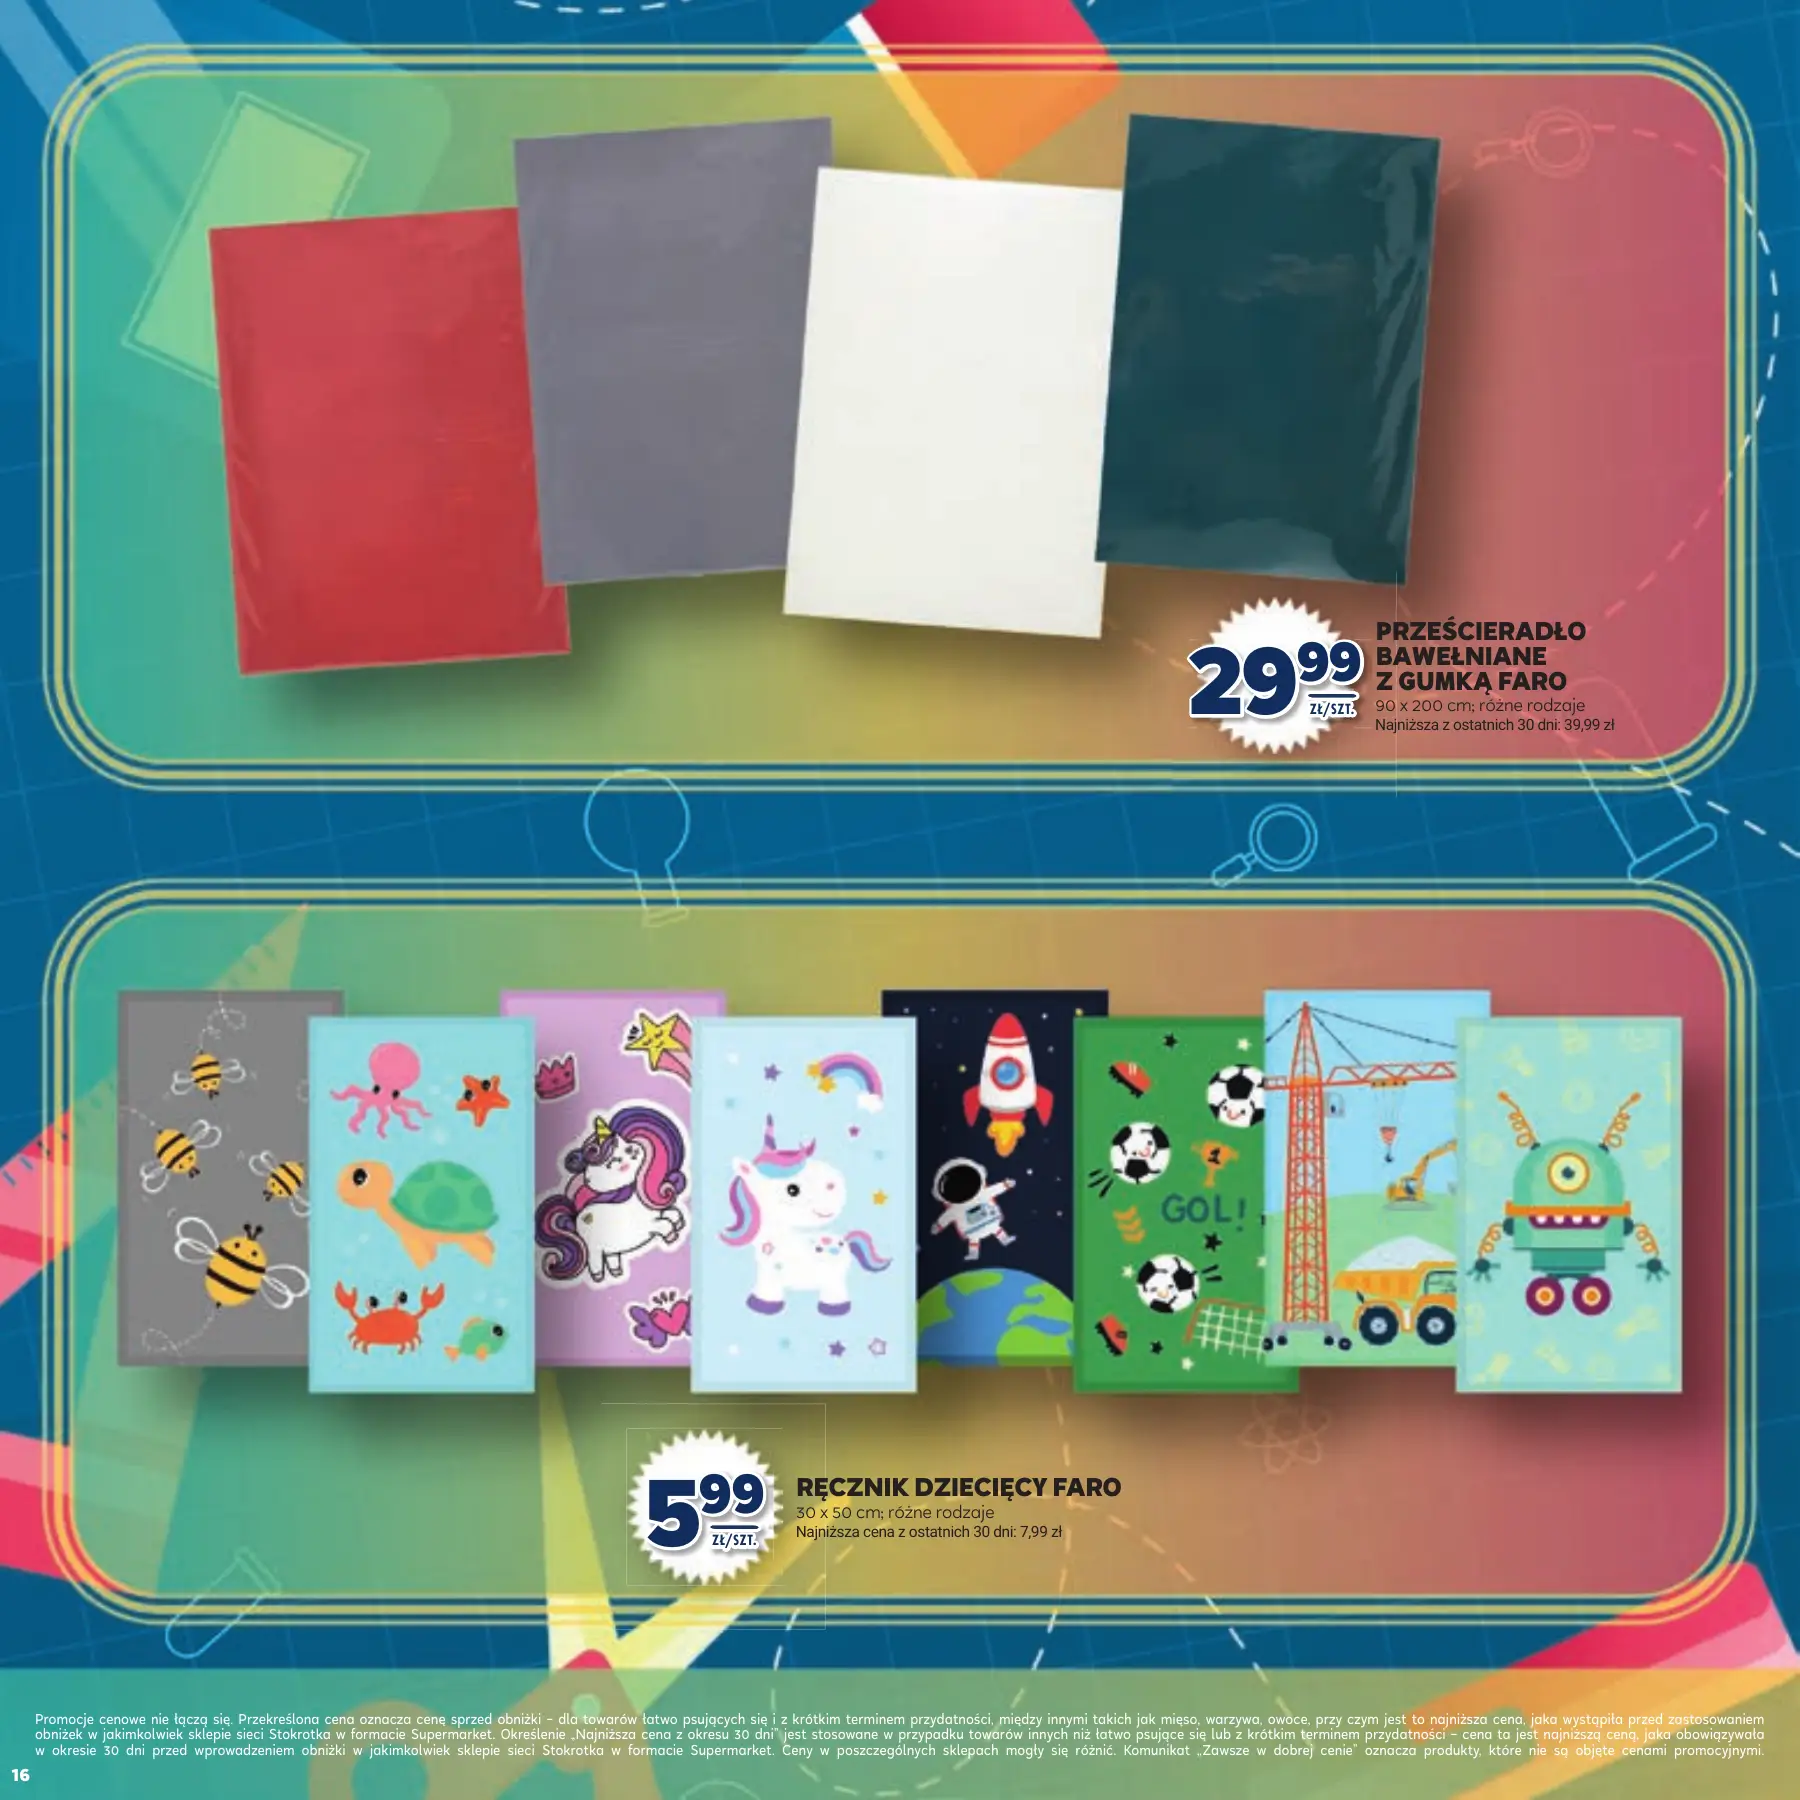 29 99
ZŁ/SZT.
PRZEŚCIERADŁO
BAWEŁNIANE
Z GUMKĄ FARO
90 x 200 cm; różne rodzaje
Najniższa z ostatnich 30 dni: 39,99 zł
1
GOL!
5 99
ZŁ/SZT.
RĘCZNIK DZIECIĘCY FARO
30 x 50 cm; różne rodzaje
Najniższa cena z ostatnich 30 dni: 7,99 zł
Promocje cenowe nie łączą się. Przekreślona cena oznacza cenę sprzed obniżki – dla towarów łatwo psujących się i z krótkim terminem przydatności, między innymi takich jak mięso, warzywa, owoce, przy czym jest to najniższa cena, jaka wystąpiła przed zastosowaniem
obniżek w jakimkolwiek sklepie sieci Stokrotka w formacie Supermarket. Określenie „Najniższa cena z okresu 30 dni" jest stosowane w przypadku towarów innych niż łatwo psujące się lub z krótkim terminem przydatności – cena ta jest najniższą ceną, jaka obowiązywała
w okresie 30 dni przed wprowadzeniem obniżki w jakimkolwiek sklepie sieci Stokrotka w formacie Supermarket. Ceny w poszczególnych sklepach mogły się różnić. Komunikat „Zawsze w dobrej cenie" oznacza produkty, które nie są objęte cenami promocyjnymi.
16